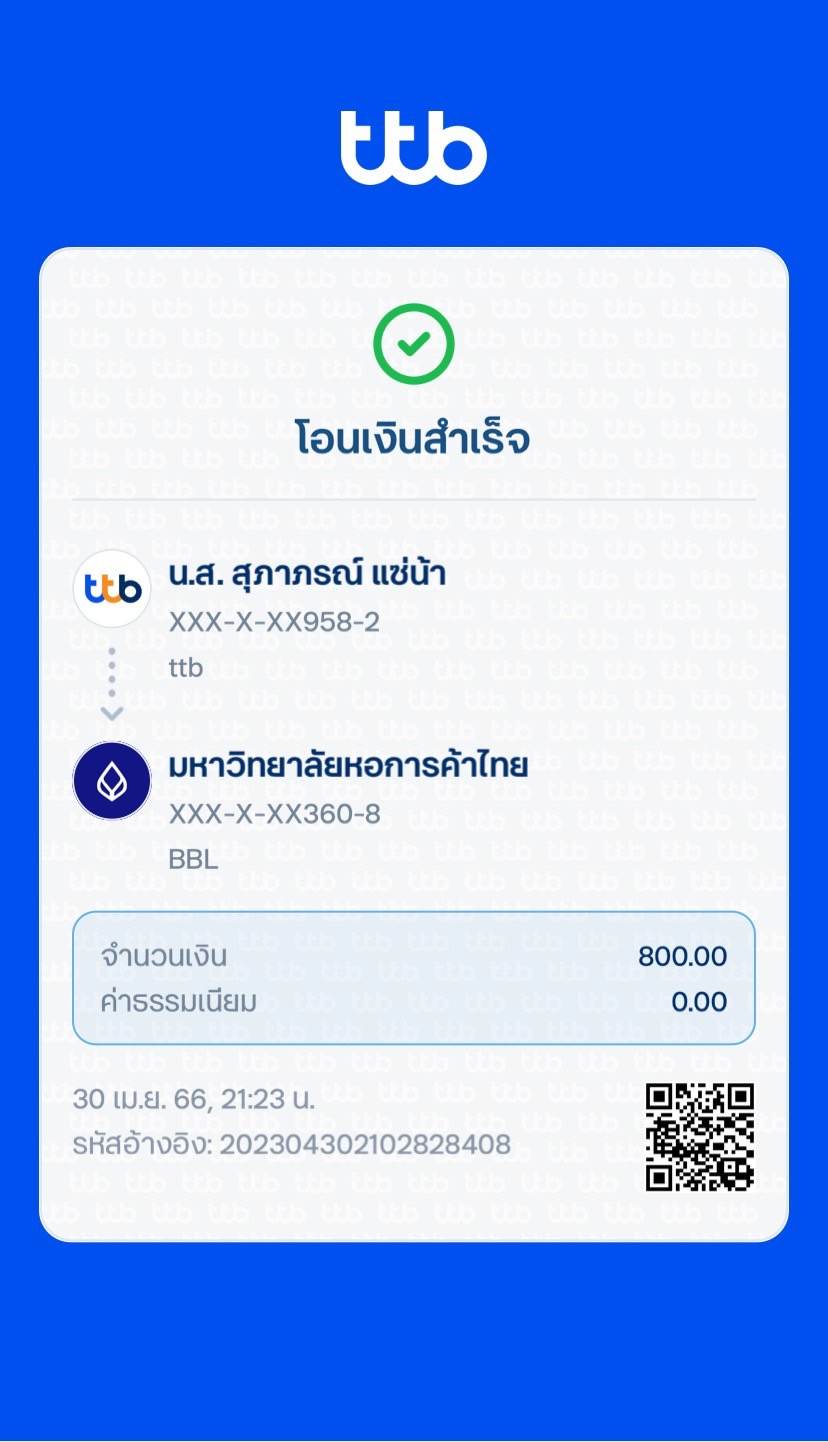 ttb
โอนเงินสำเร็จ
ttb
น.ส. สุภาภรณ์ แซ่น้า
XXX-X-XX958-2
ttb
มหาวิทยาลัยหอการค้าไทย
XXX-X-XX360-8
BBL
จำนวนเงิน 800.00
ค่าธรรมเนียม 0.00
30 เม.ย. 66, 21:23 น.
รหัสอ้างอิง: 202304302102828408